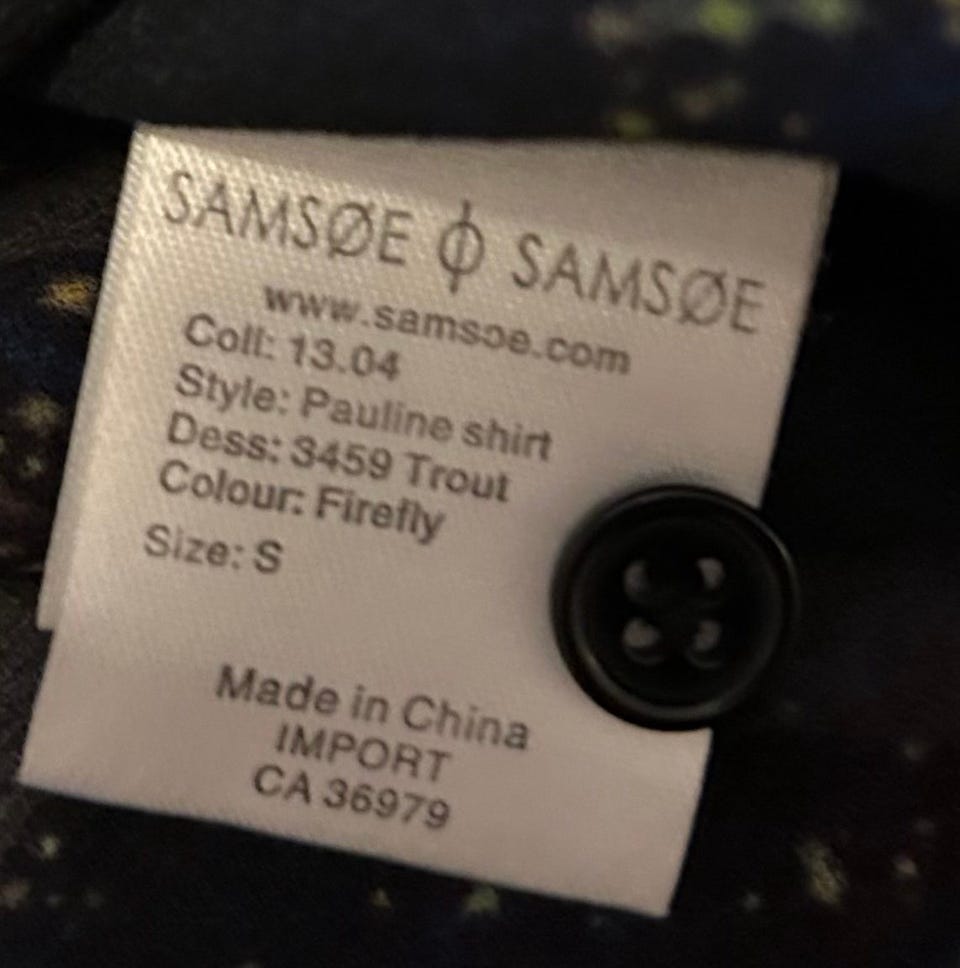 SAMSØE ϕ SAMSØE
www.samsoe.com
Coll: 13.04
Style: Pauline shirt
Dess: 3459 Trout
Colour: Firefly
Size: S
Made in China
IMPORT
CA 36979